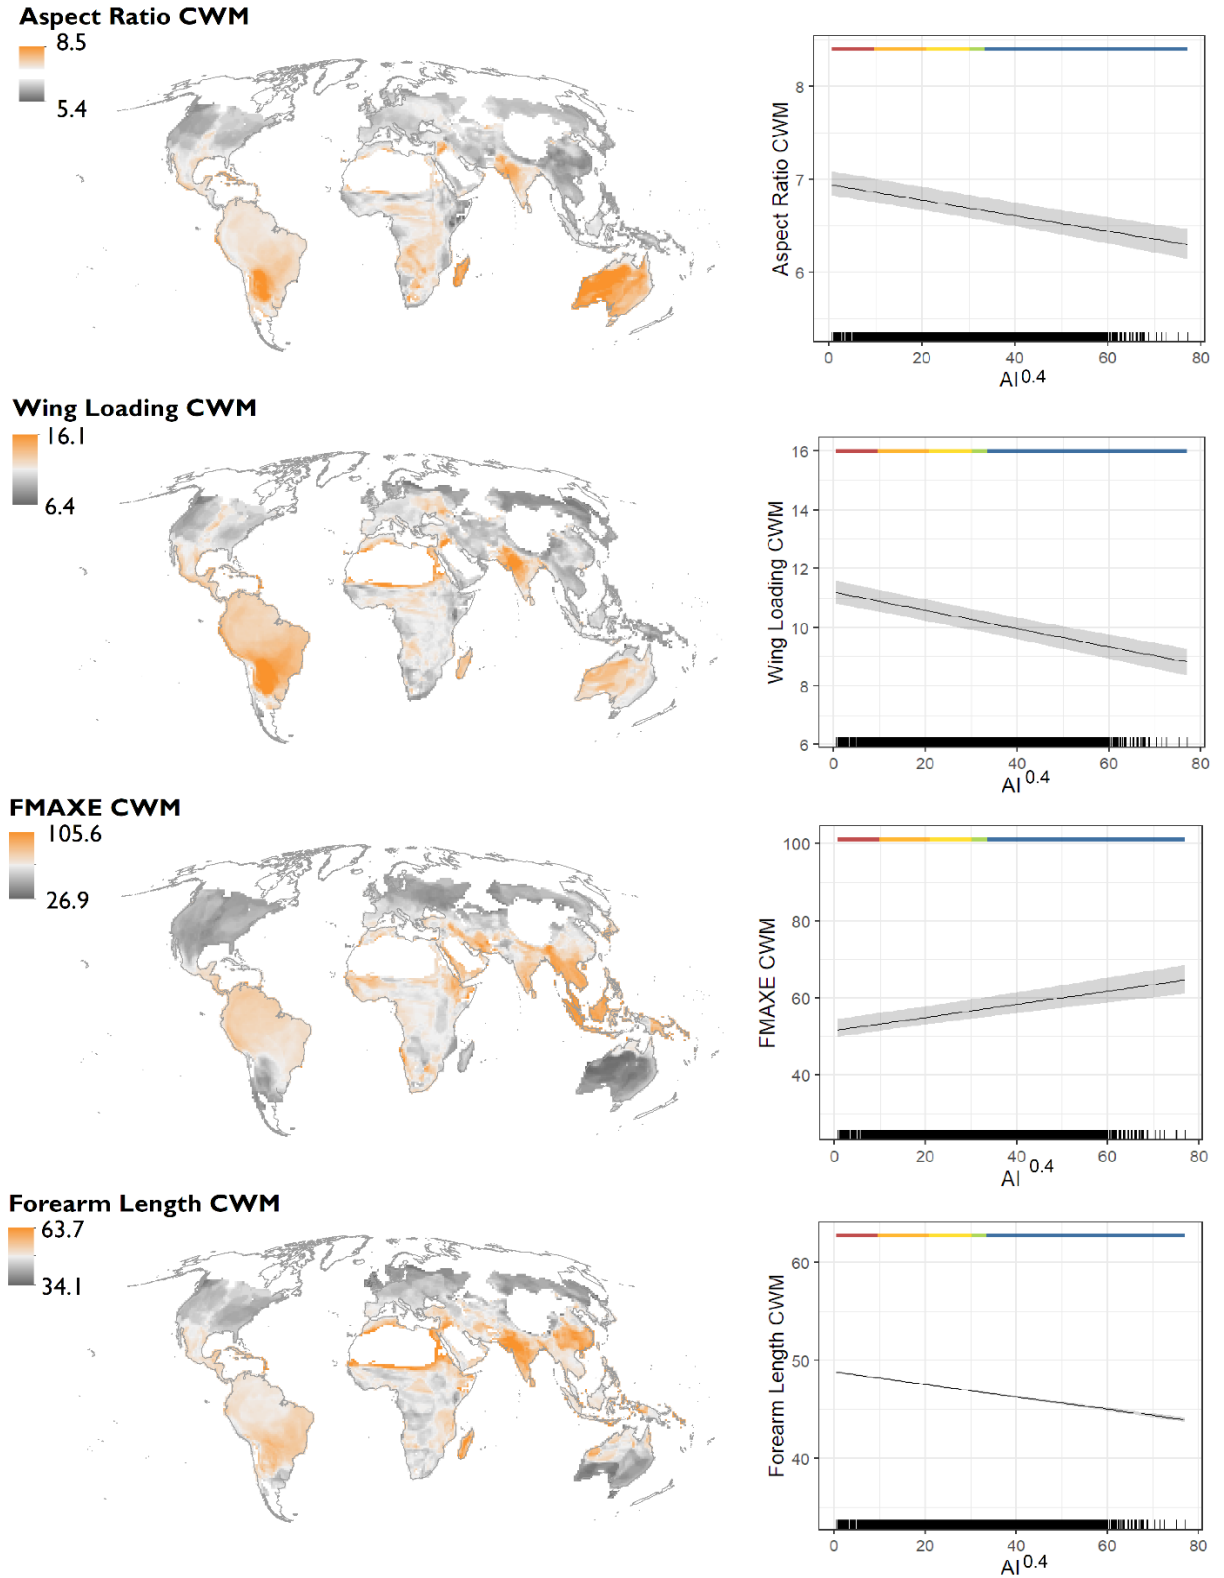 Aspect Ratio CWM
8.5
5.4
Aspect Ratio CWM
8
7
6
0 20 40 60 80
AI0.4
Wing Loading CWM
16.1
6.4
Wing Loading CWM
16
14
12
10
8
6
0 20 40 60 80
AI0.4
FMAXE CWM
105.6
26.9
FMAXE CWM
100
80
60
40
0 20 40 60 80
AI0.4
Forearm Length CWM
63.7
34.1
Forearm Length CWM
60
50
40
0 20 40 60 80
AI0.4